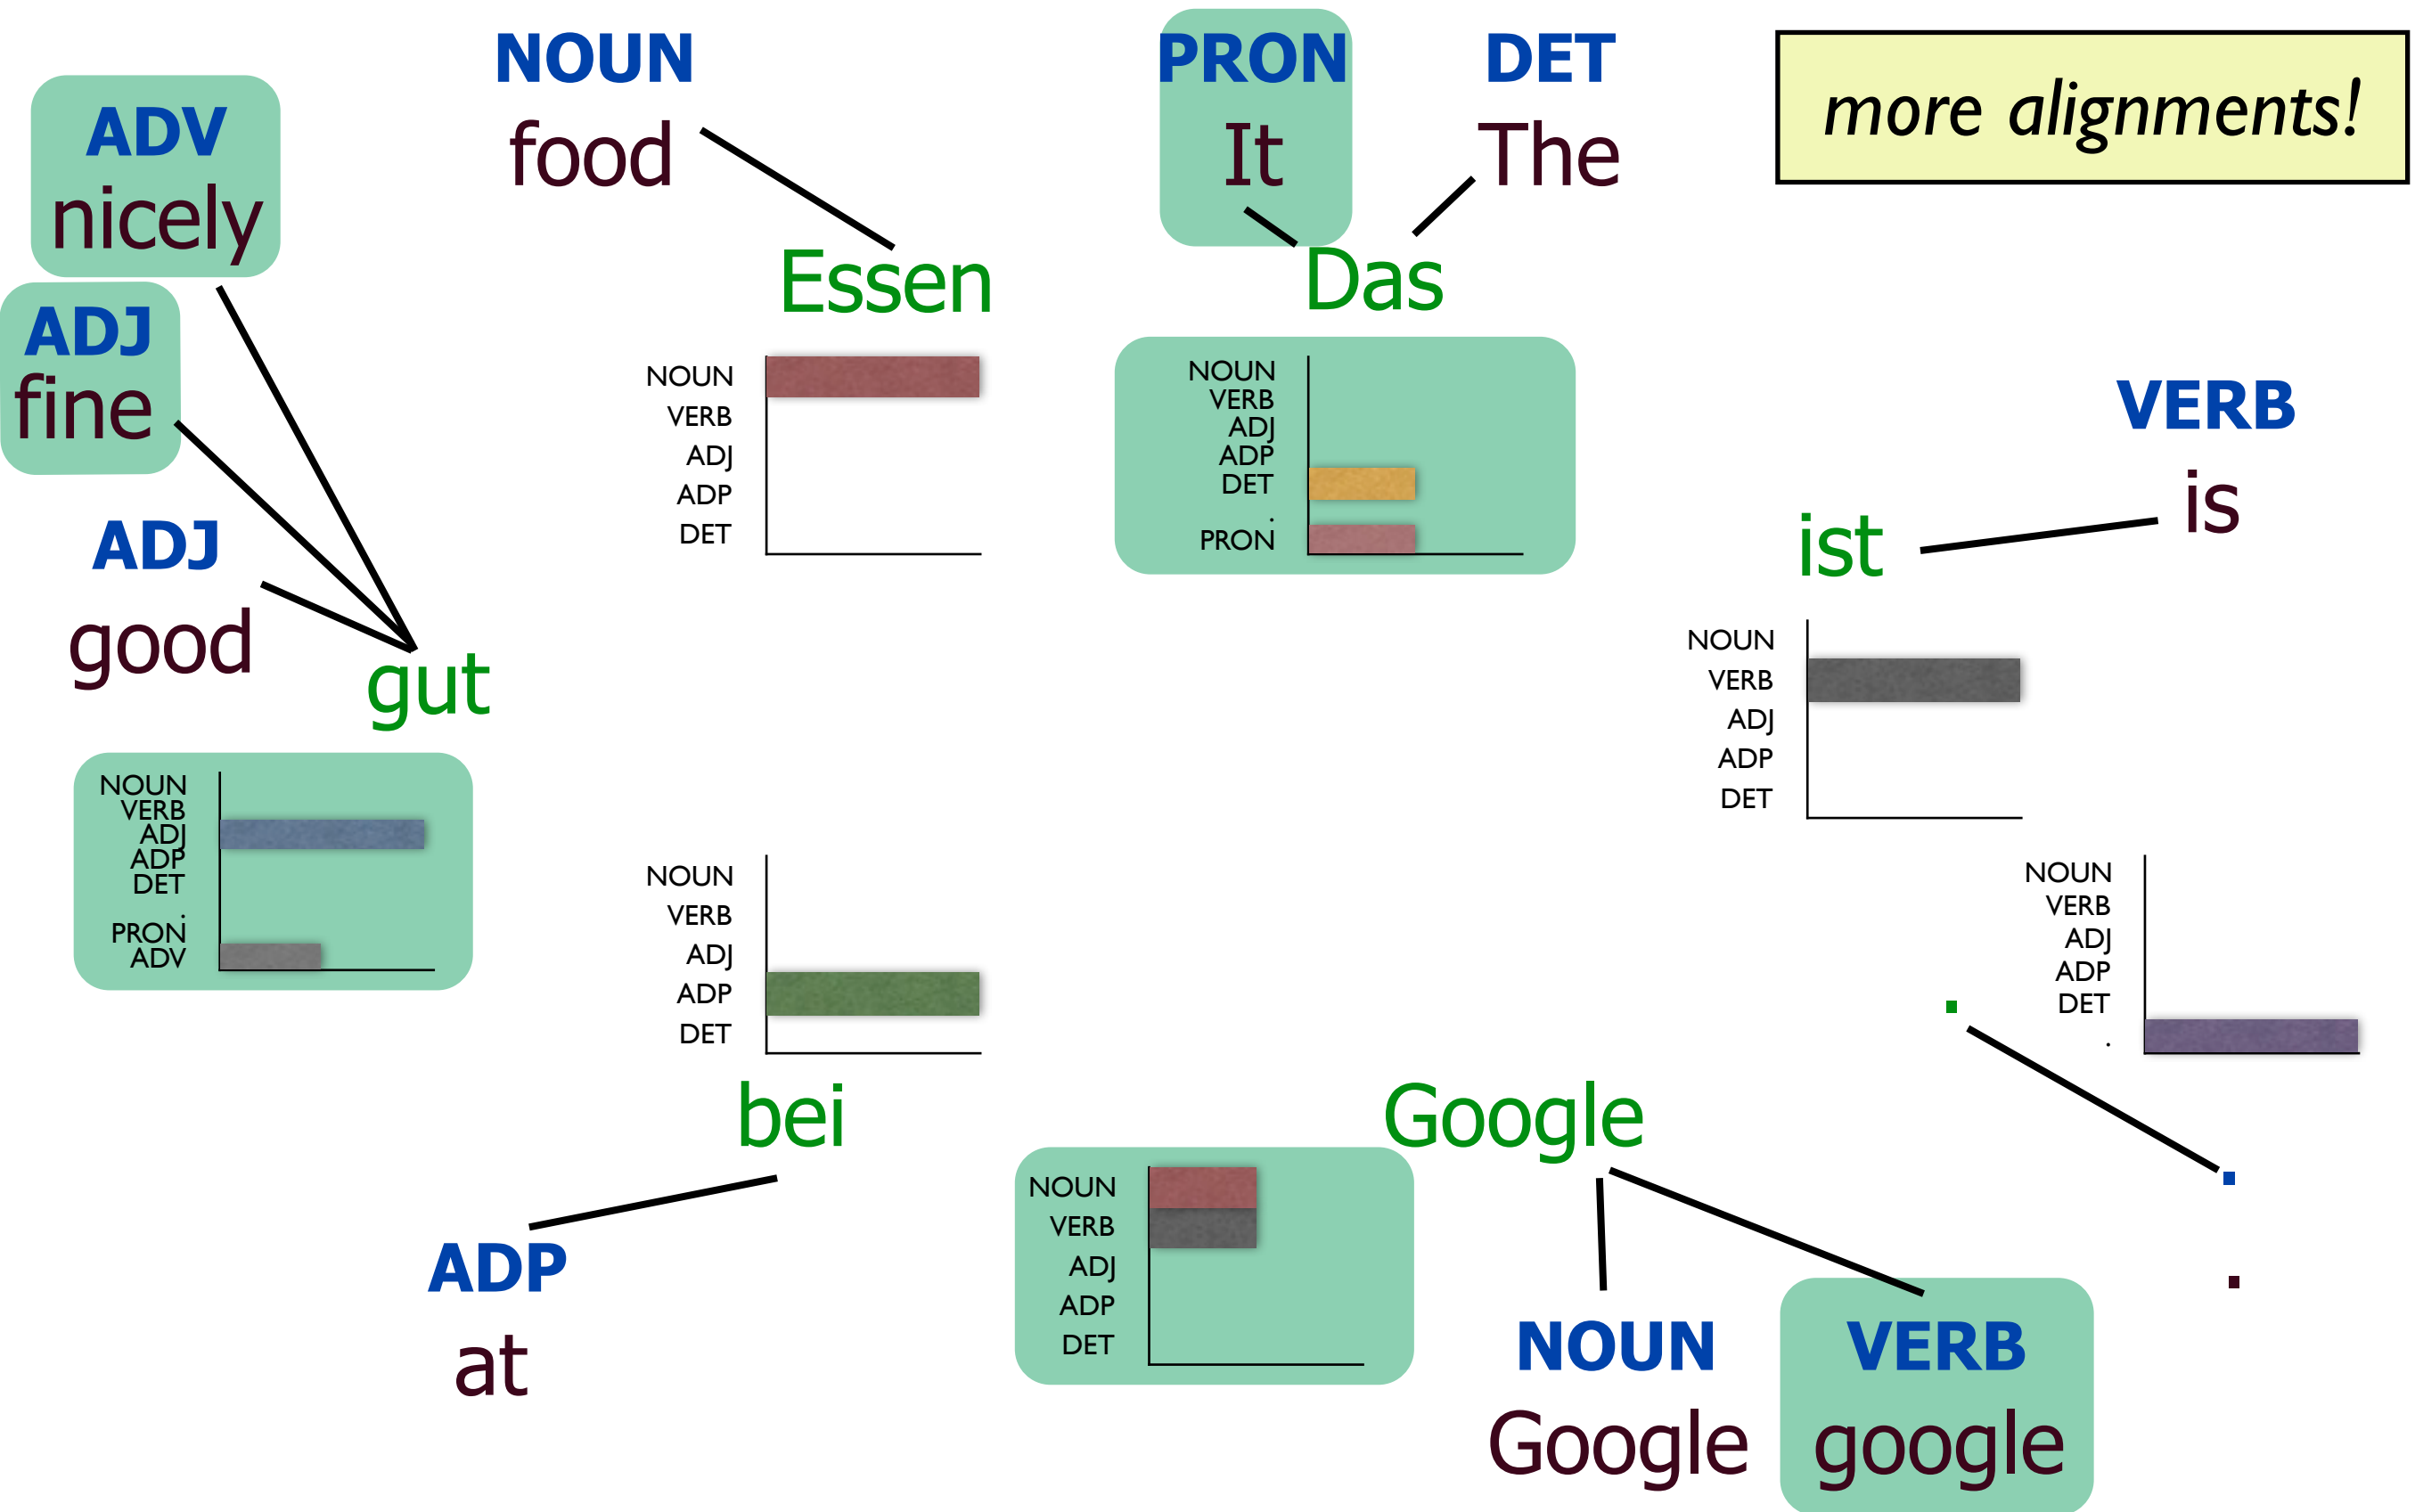 NOUN
food
PRON
It
DET
The
more alignments!
ADV
nicely
ADJ
fine
ADJ
good
gut
Essen
NOUN
VERB
ADJ
ADP
DET
Das
NOUN
VERB
ADJ
ADP
DET
.
PRON
VERB
is
ist
NOUN
VERB
ADJ
ADP
DET
NOUN
VERB
ADJ
ADP
DET
.
PRON
ADV
NOUN
VERB
ADJ
ADP
DET
bei
ADP
at
NOUN
VERB
ADJ
ADP
DET
.
.
.
.
Google
NOUN
VERB
ADJ
ADP
DET
NOUN
Google
VERB
google